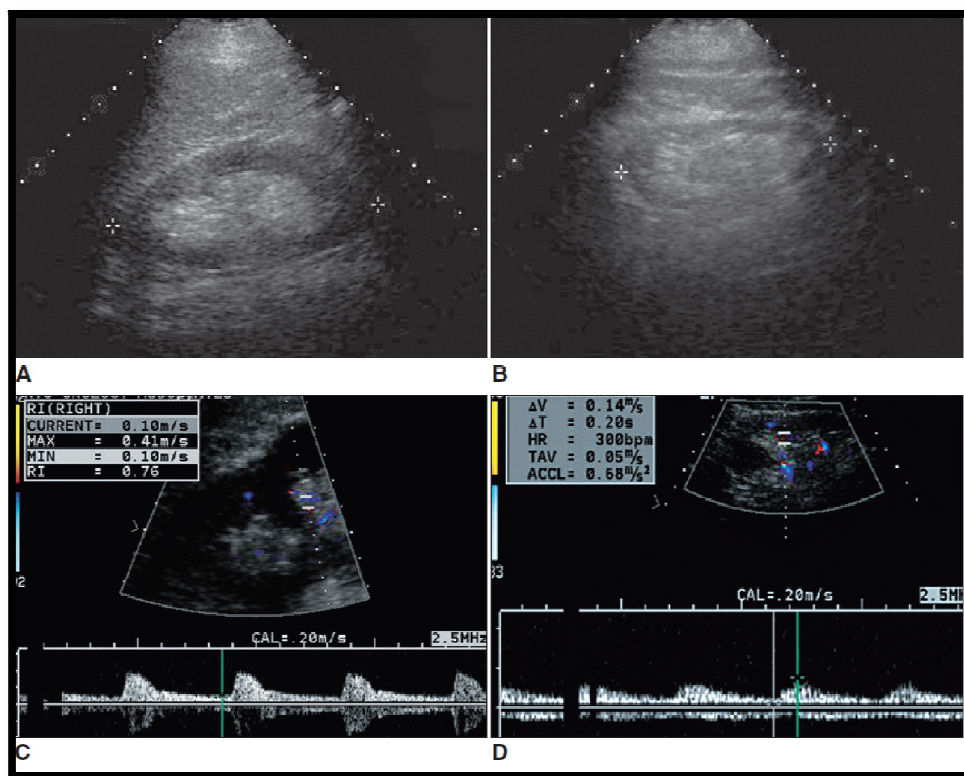 A
B
RI(RIGHT)
CURRENT= 0.10m/s
MAX = 0.41m/s
MIN = 0.10m/s
RI = 0.76
CAL=.20m/s
2.5MHz
C
ΔV = 0.14m/s
ΔT = 0.20s
HR = 300bpm
TAV = 0.05m/s
ACCL = 0.68m/s²
CAL=.20m/s
D